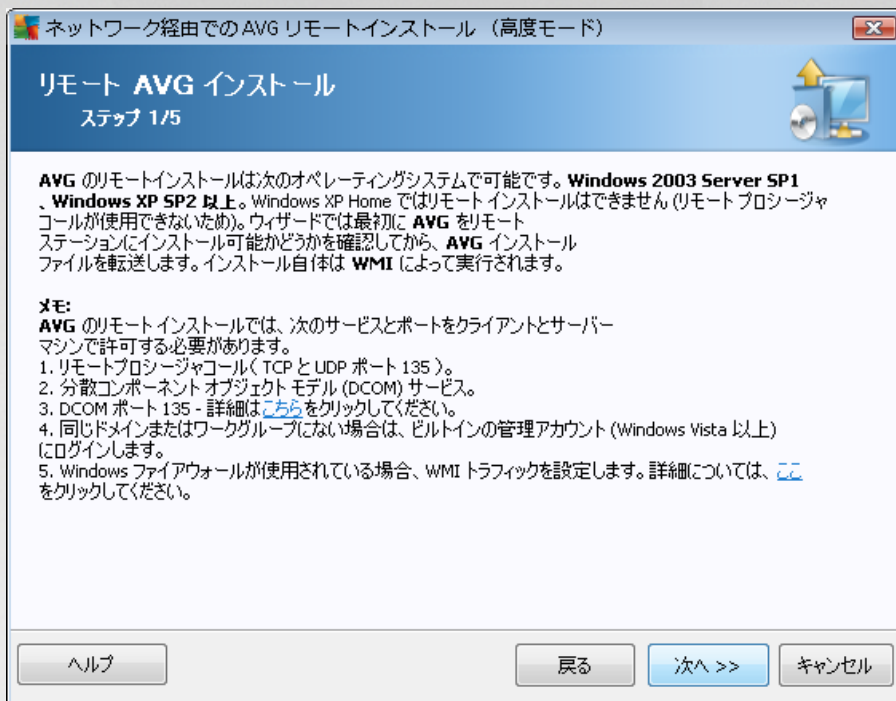 ネットワーク経由での AVG リモートインストール （高度モード）
リモート AVG インストール
ステップ 1/5
AVG のリモートインストールは次のオペレーティングシステムで可能です。Windows 2003 Server SP1
、Windows XP SP2 以上。Windows XP Home ではリモート インストールはできません (リモート プロシージャ
コールが使用できないため)。ウィザードでは最初に AVG をリモート
ステーションにインストール可能かどうかを確認してから、AVG インストール
ファイルを転送します。インストール自体は WMI によって実行されます。
メモ:
AVG のリモート インストールでは、次のサービスとポートをクライアントとサーバー
マシンで許可する必要があります。
1. リモートプロシージャコール（ TCP と UDP ポート 135 ）。
2. 分散コンポーネント オブジェクト モデル (DCOM) サービス。
3. DCOM ポート 135 - 詳細はこちらをクリックしてください。
4. 同じドメインまたはワークグループにない場合は、ビルトインの管理アカウント (Windows Vista 以上)
にログインします。
5. Windows ファイアウォールが使用されている場合、WMI トラフィックを設定します。詳細については、ここ
をクリックしてください。
ヘルプ
戻る
次へ >>
キャンセル